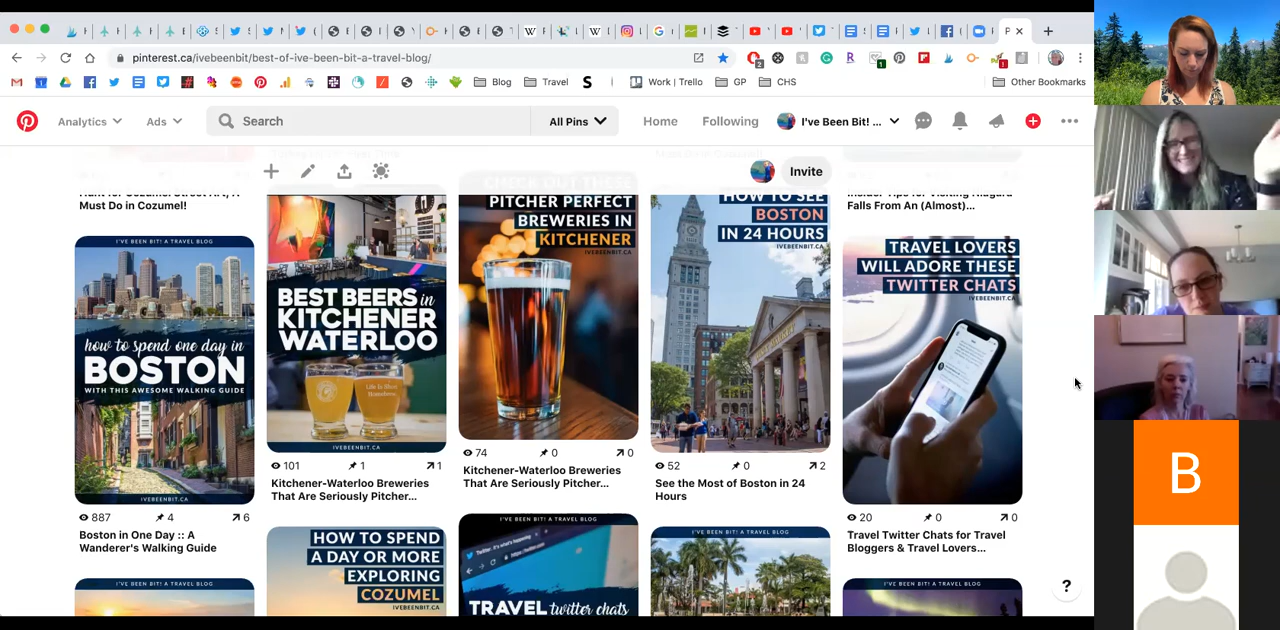 pinterest.ca/ivebeenbit/best-of-ive-been-bit-a-travel-blog/
Blog
Travel
Work | Trello
GP
CHS
Other Bookmarks
Analytics
Ads
Search
All Pins
Home
Following
I've Been Bit! ...
Invite
Must Do in Cozumel!
Insider Tips for Visiting Niagara
Falls From An (Almost)...
I'VE BEEN BIT! A TRAVEL BLOG
how to spend one day in
BOSTON
WITH THIS AWESOME WALKING GUIDE
IVEBEENBIT.CA
887
4
6
Boston in One Day :: A
Wanderer's Walking Guide
BEST BEERS in
KITCHENER
WATERLOO
IVEBEENBIT.CA
101
1
1
Kitchener-Waterloo Breweries
That Are Seriously Pitcher...
CHECK OUT THESE
PITCHER PERFECT
BREWERIES IN
KITCHENER
IVEBEENBIT.CA
74
0
0
Kitchener-Waterloo Breweries
That Are Seriously Pitcher...
HOW TO SEE
BOSTON
IN 24 HOURS
IVEBEENBIT.CA
52
0
2
See the Most of Boston in 24
Hours
TRAVEL LOVERS
WILL ADORE THESE
TWITTER CHATS
IVEBEENBIT.CA
20
0
0
Travel Twitter Chats for Travel
Bloggers & Travel Lovers...
I'VE BEEN BIT! A TRAVEL BLOG
HOW TO SPEND
A DAY OR MORE
EXPLORING
COZUMEL
IVEBEENBIT.CA
I'VE BEEN BIT! A TRAVEL BLOG
TRAVEL twitter chats
I'VE BEEN BIT! A TRAVEL BLOG
I'VE BEEN BIT! A TRAVEL BLOG
?
B